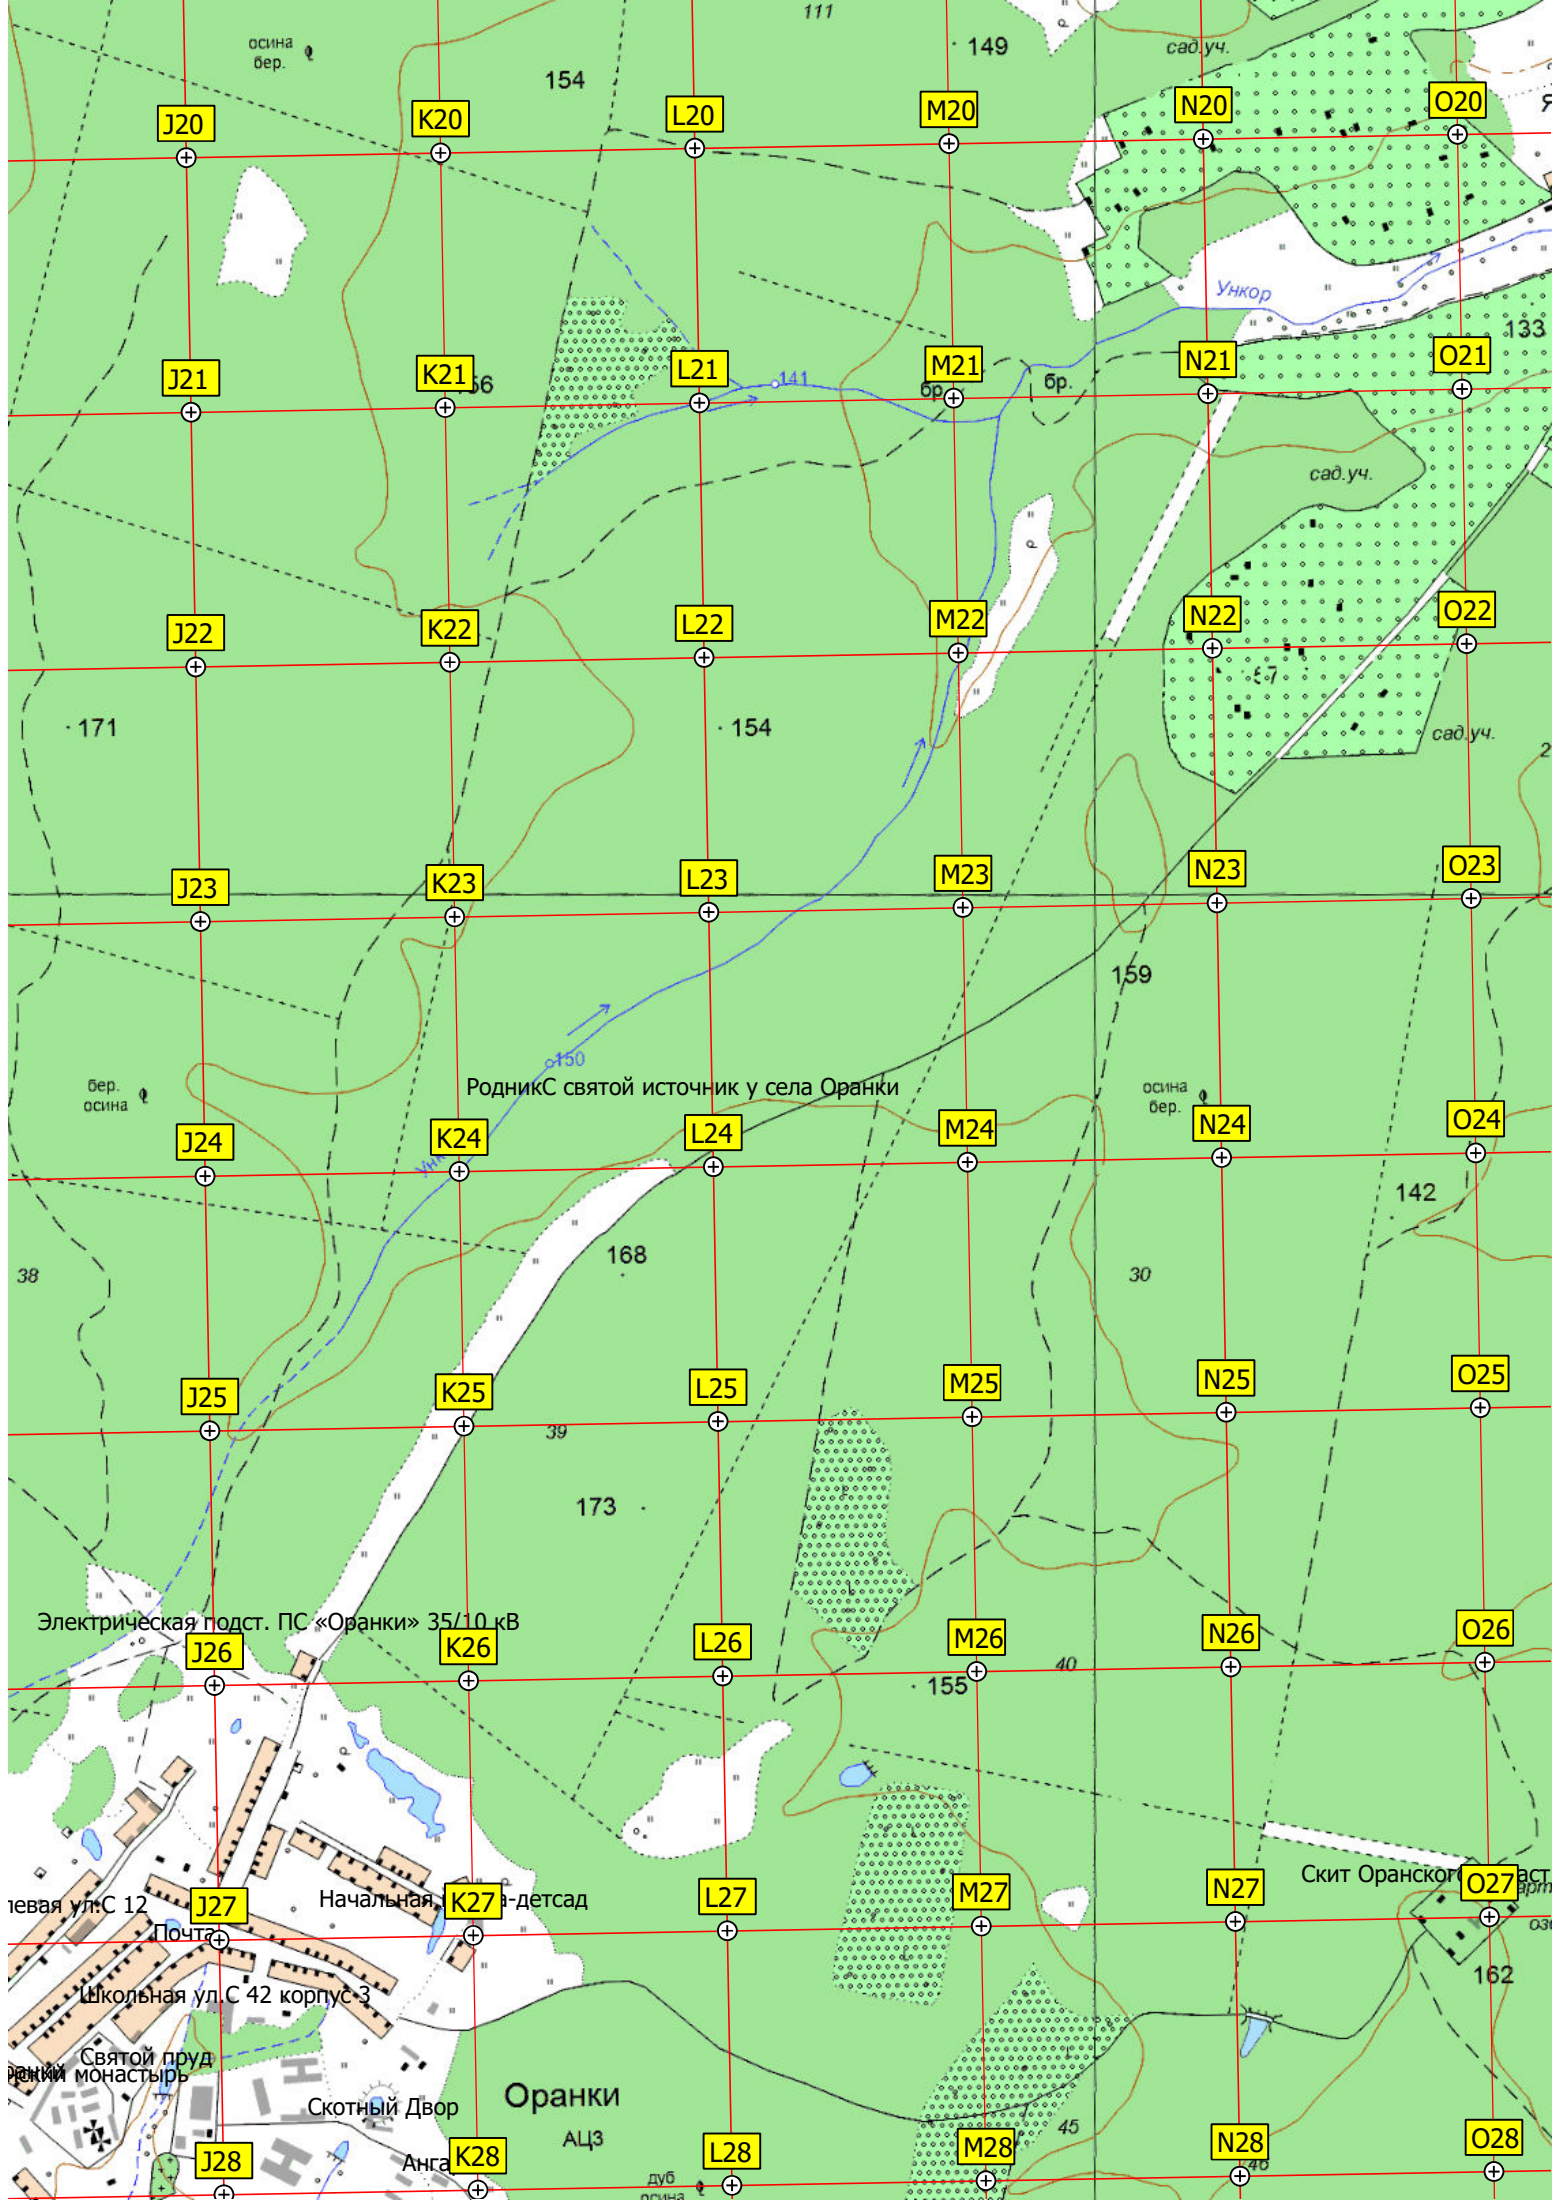 111
осина
бер.
154
149
сад.уч.
J20
K20
L20
M20
N20
O20
Ункор
133
J21
K21
L21
141
M21
бр.
N21
O21
сад.уч.
J22
K22
L22
M22
N22
O22
171
154
сад.уч.
J23
K23
L23
M23
N23
O23
159
150
РодникС святой источник у села Оранки
бер.
осина
осина
бер.
J24
K24
L24
M24
N24
O24
142
168
38
30
J25
K25
L25
M25
N25
O25
39
173
Электрическая подст. ПС «Оранки» 35/10 кВ
J26
K26
L26
M26
N26
O26
40
155
J27
K27
L27
M27
N27
O27
левая ул.С 12
Начальная
а-детсад
Скит Оранского
Почта
162
Школьная ул.С 42 корпус 3
Святой пруд
монастырь
Скотный Двор
Оранки
АЦЗ
45
J28
Анга
K28
L28
M28
N28
O28
46
дуб
осина